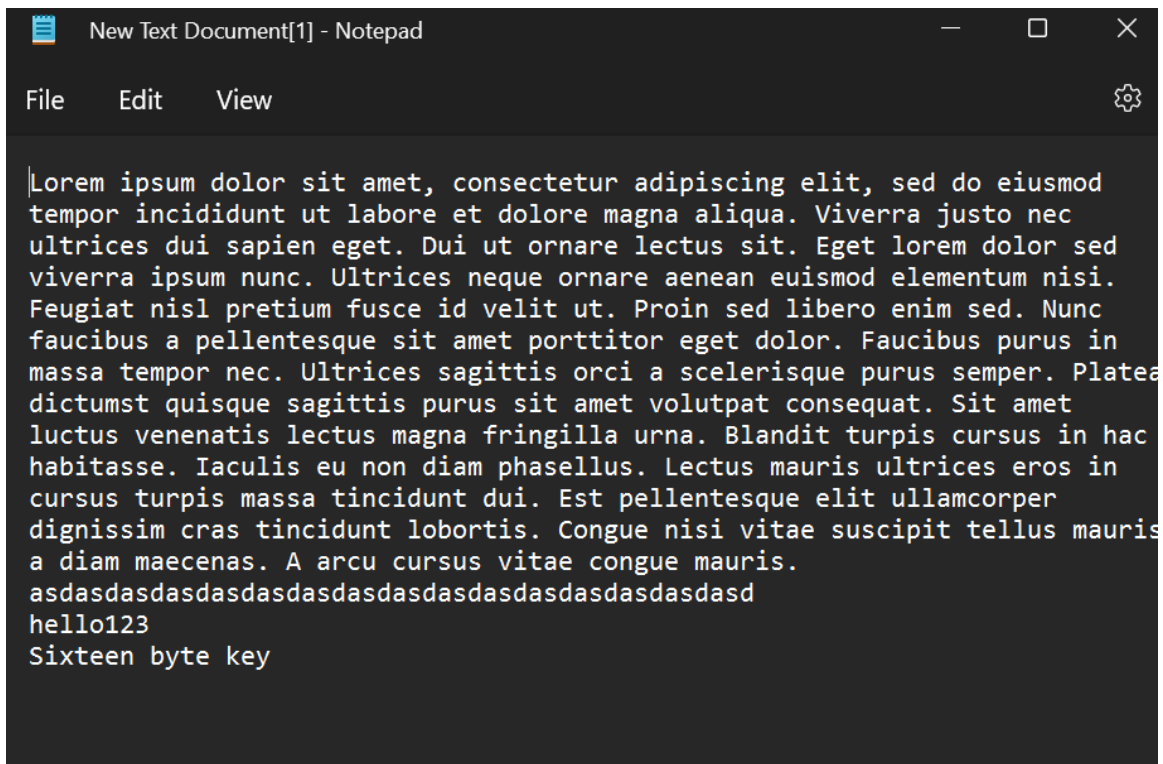 New Text Document[1] - Notepad
File Edit View
Lorem ipsum dolor sit amet, consectetur adipiscing elit, sed do eiusmod
tempor incididunt ut labore et dolore magna aliqua. Viverra justo nec
ultrices dui sapien eget. Dui ut ornare lectus sit. Eget lorem dolor sed
viverra ipsum nunc. Ultrices neque ornare aenean euismod elementum nisi.
Feugiat nisl pretium fusce id velit ut. Proin sed libero enim sed. Nunc
faucibus a pellentesque sit amet porttitor eget dolor. Faucibus purus in
massa tempor nec. Ultrices sagittis orci a scelerisque purus semper. Platea
dictumst quisque sagittis purus sit amet volutpat consequat. Sit amet
luctus venenatis lectus magna fringilla urna. Blandit turpis cursus in hac
habitasse. Iaculis eu non diam phasellus. Lectus mauris ultrices eros in
cursus turpis massa tincidunt dui. Est pellentesque elit ullamcorper
dignissim cras tincidunt lobortis. Congue nisi vitae suscipit tellus mauris
a diam maecenas. A arcu cursus vitae congue mauris.
asdasdasdasdasdasdasdasdasdasdasdasdasdasdasdasd
hello123
Sixteen byte key